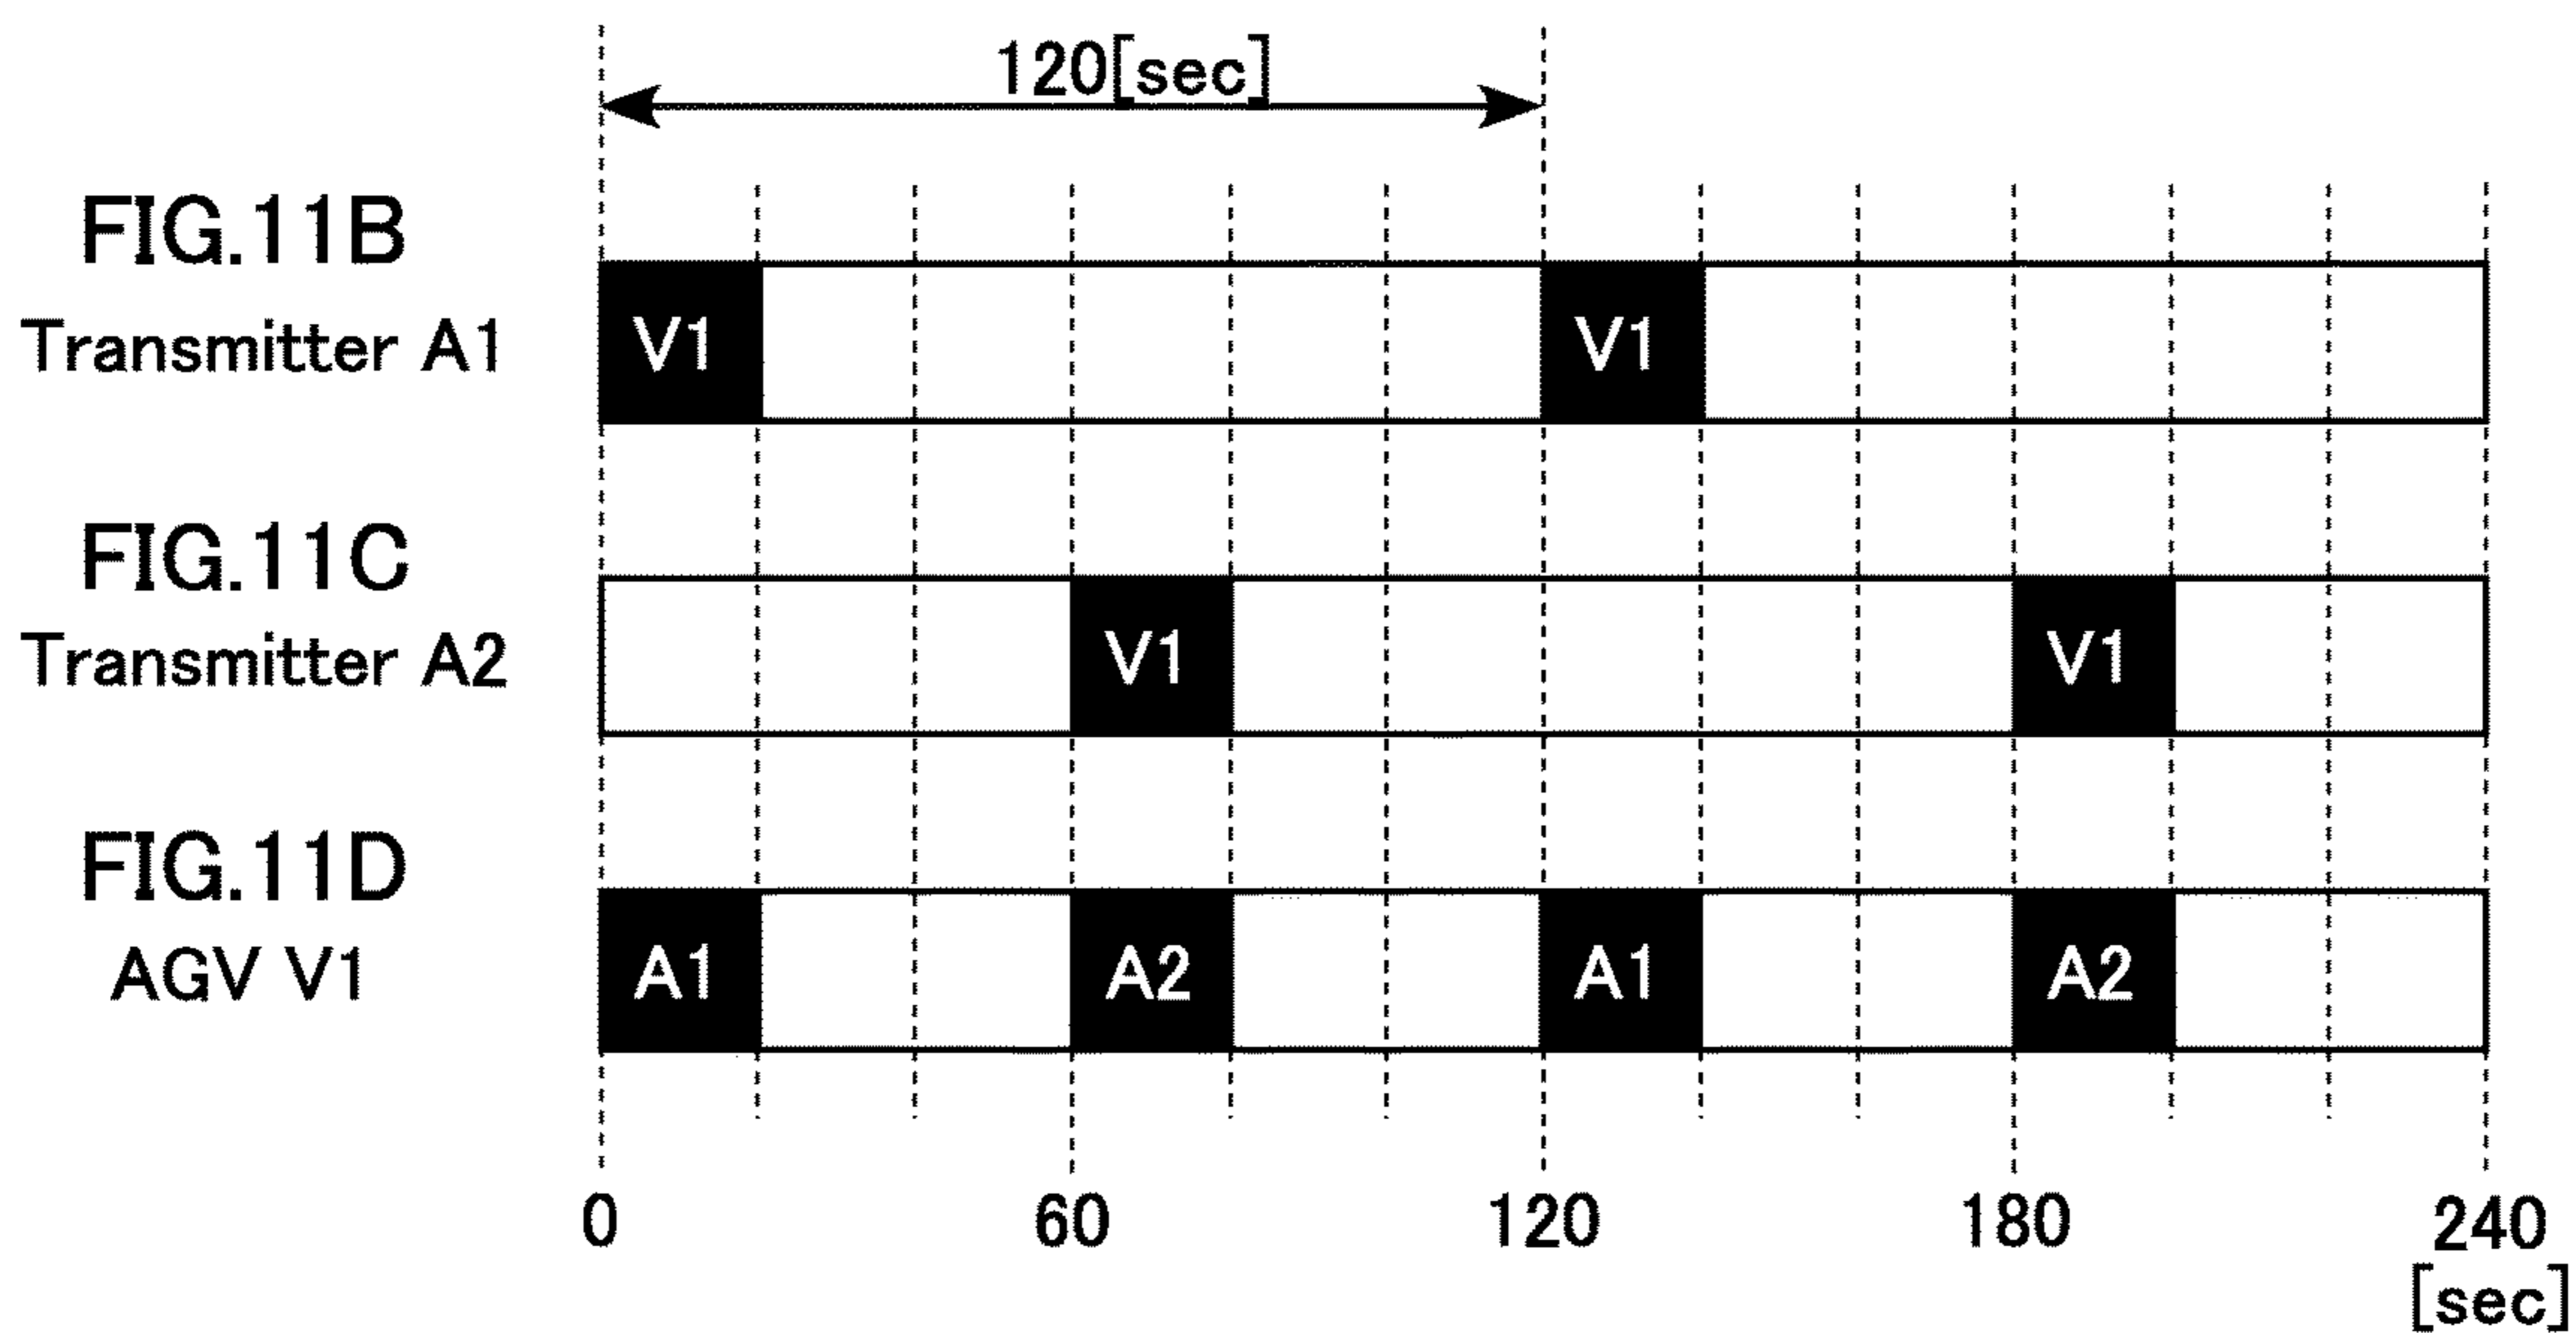 120[sec]
FIG.11B
Transmitter A1
V1 V1
FIG.11C
Transmitter A2
V1 V1
FIG.11D
AGV V1
A1 A2 A1 A2
0 60 120 180 240
[sec]